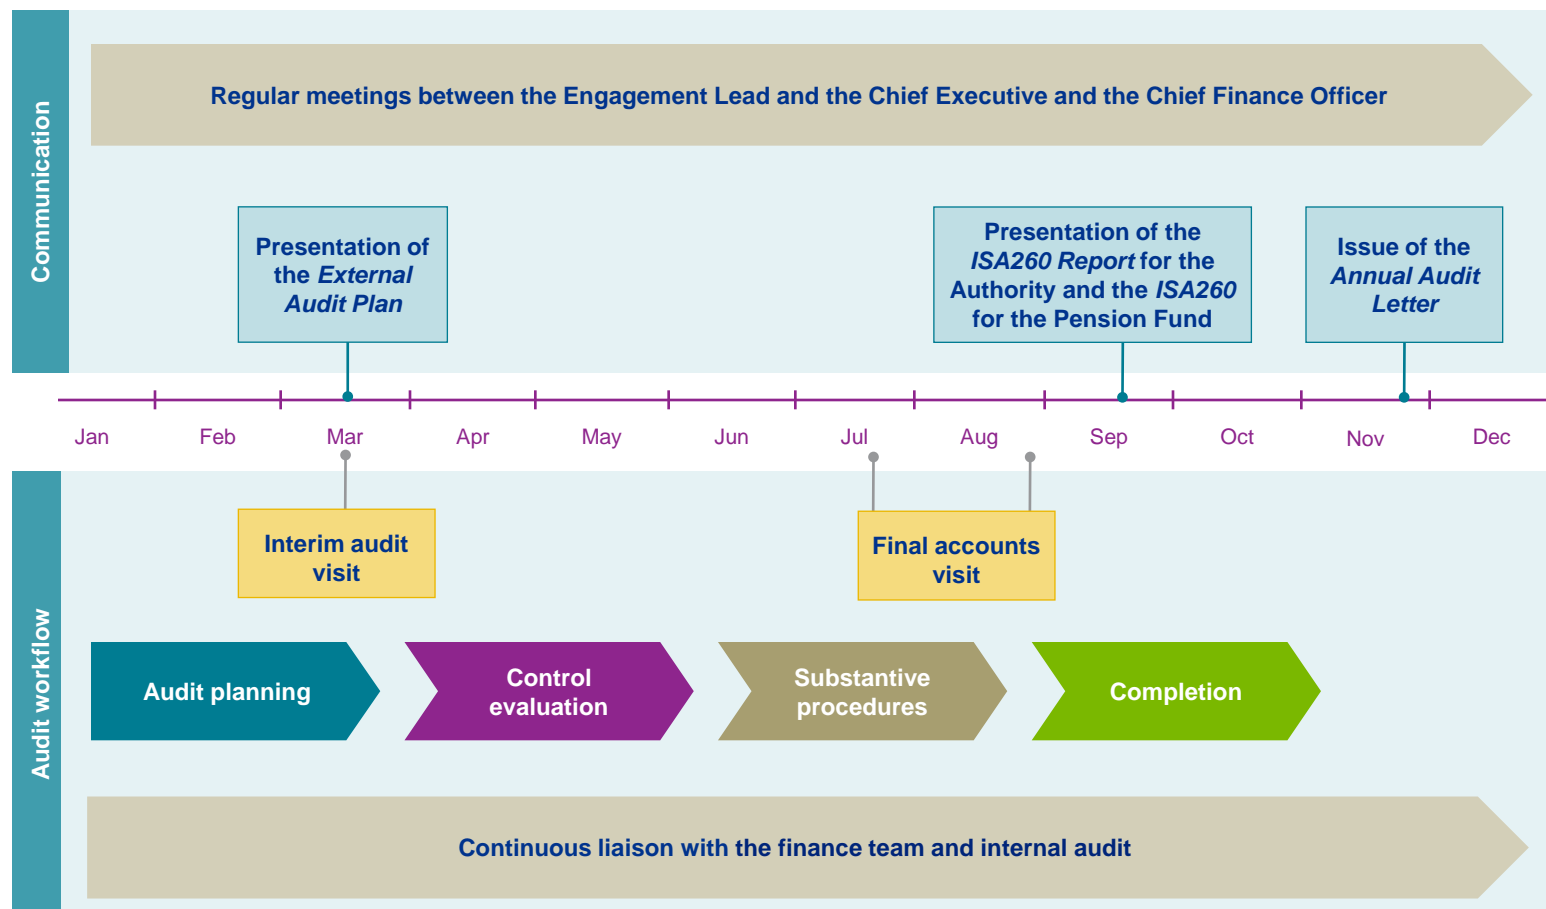 Communication
Regular meetings between the Engagement Lead and the Chief Executive and the Chief Finance Officer
Presentation of
the External
Audit Plan
Presentation of the
ISA260 Report for the
Authority and the ISA260
for the Pension Fund
Issue of the
Annual Audit
Letter
Jan Feb Mar Apr May Jun Jul Aug Sep Oct Nov Dec
Audit workflow
Interim audit
visit
Final accounts
visit
Audit planning
Control
evaluation
Substantive
procedures
Completion
Continuous liaison with the finance team and internal audit